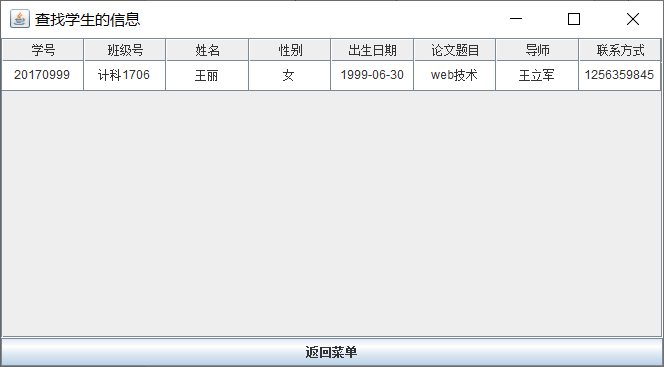 查找学生的信息
学号 班级号 姓名 性别 出生日期 论文题目 导师 联系方式
20170999 计科1706 王丽 女 1999-06-30 web技术 王立军 1256359845
返回菜单